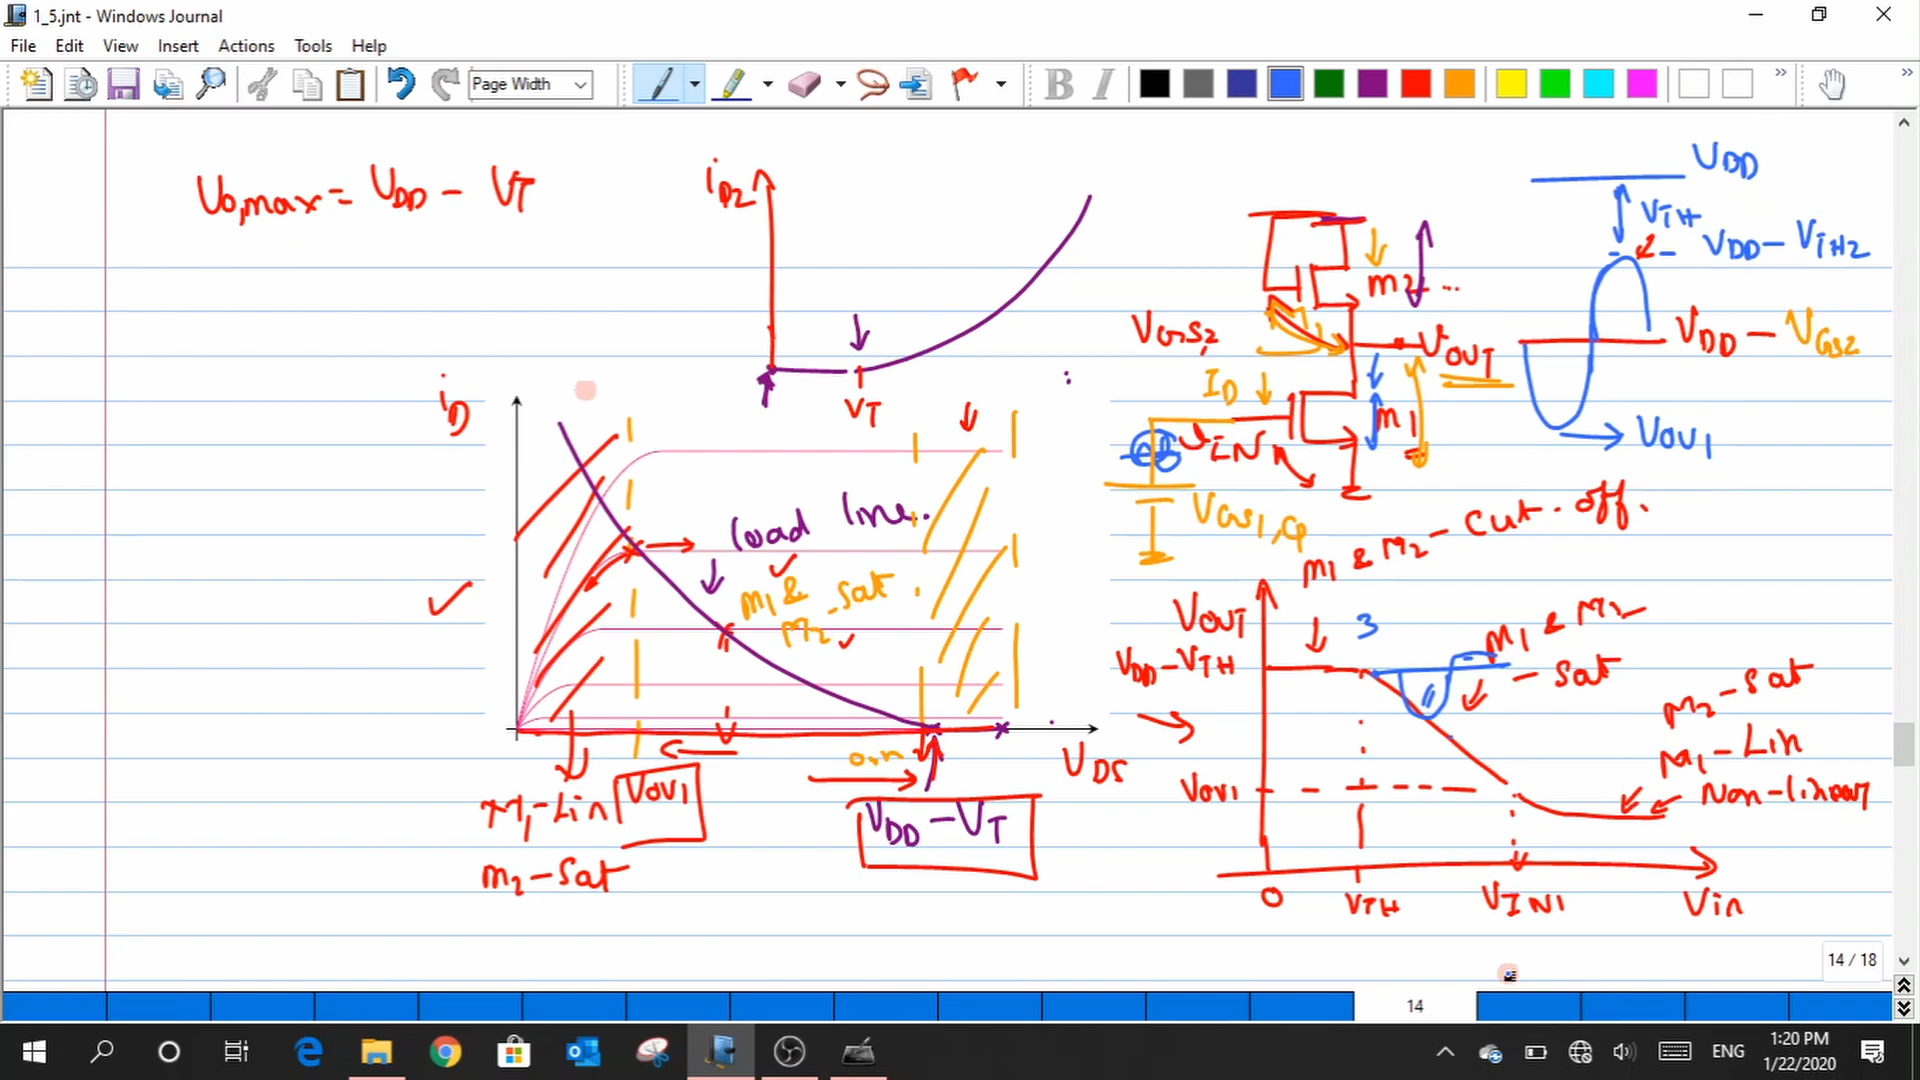 1_5.jnt - Windows Journal
File Edit View Insert Actions Tools Help
Page Width
B I
Vo,max = VDD - VT
iD2
VT
iD
load line.
M1 &
M2 - sat.
VDS
M1 - Lin
M2 - Sat
VOV1
VDD - VT
M2 ...
VGS2
VOUT
ID
M1
VIN
VGS1,Q
VDD
VTH
VDD - VTH2
VDD - VGS2
VOV1
M1 & M2 - Cut-off.
VOUT
3
M1 & M2
- Sat
VDD - VTH
M2 - Sat
M1 - Lin
Non-linear
VOV1
0
VTH
VIN1
Vin
14 / 18
14
ENG
1:20 PM
1/22/2020